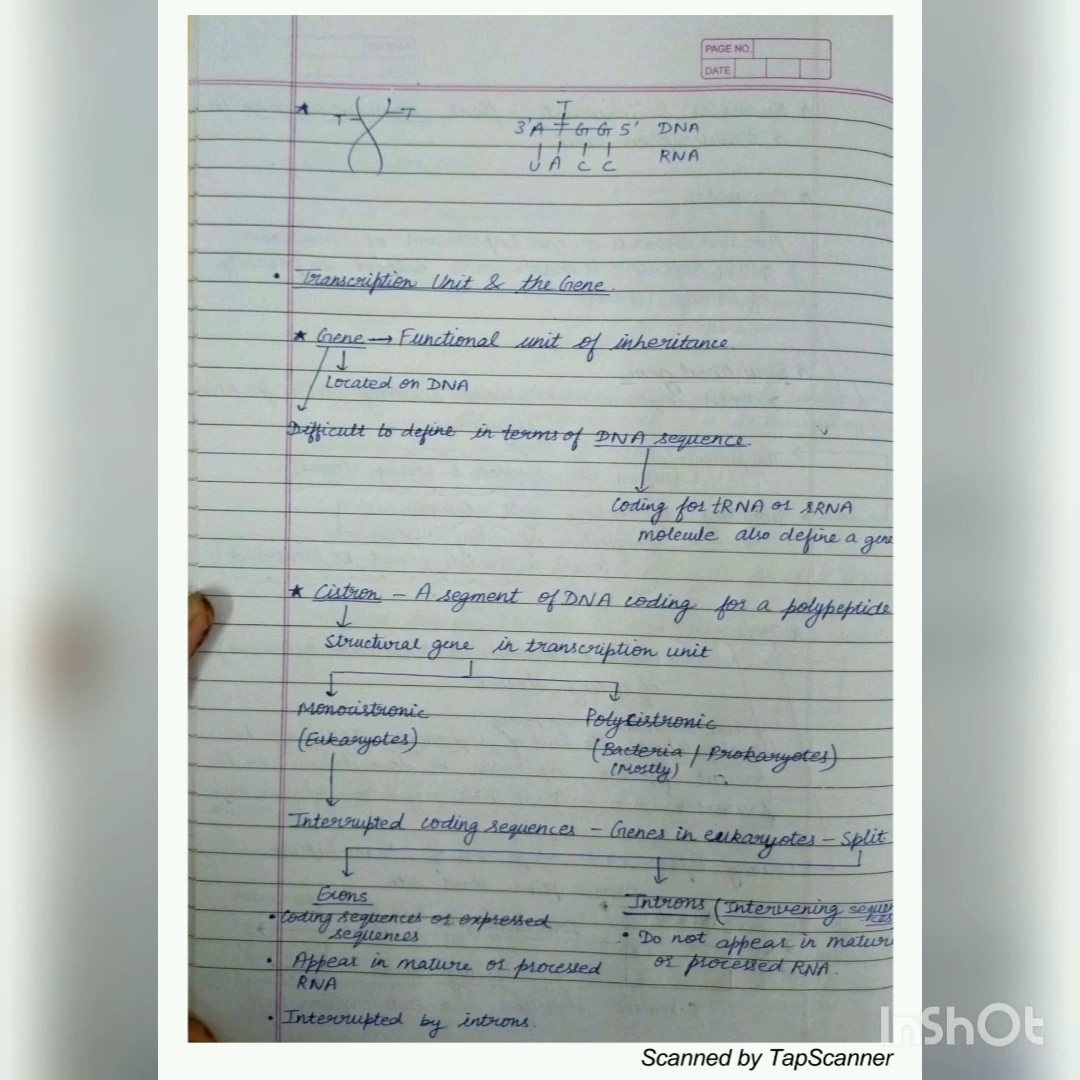 PAGE NO.
DATE
★ T T
T
3' A T G G 5' DNA
U A C C RNA
• Transcription Unit & the Gene.
★ Gene → Functional unit of inheritance
Located on DNA
Difficult to define in terms of DNA sequence.
Coding for tRNA or rRNA
molecule also define a gene
★ Cistron - A segment of DNA coding for a polypeptide
Structural gene in transcription unit
Monocistronic Polycistronic
(Eukaryotes) (Bacteria / Prokaryotes)
(Mostly)
Interrupted coding sequences - Genes in eukaryotes - Split
Exons Introns (Intervening sequences
• Coding sequences or expressed
sequences
• Do not appear in mature
or processed RNA.
• Appear in mature or processed
RNA
• Interrupted by introns.
InShOt
Scanned by TapScanner